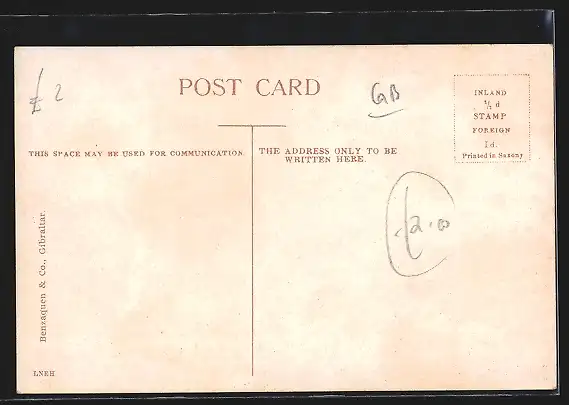 £2
POST CARD
GB
INLAND
½ d
STAMP
FOREIGN
1d.
Printed in Saxony
THIS SPACE MAY BE USED FOR COMMUNICATION
THE ADDRESS ONLY TO BE
WRITTEN HERE.
2.00
Benzaquen & Co., Gibraltar.
LNRH